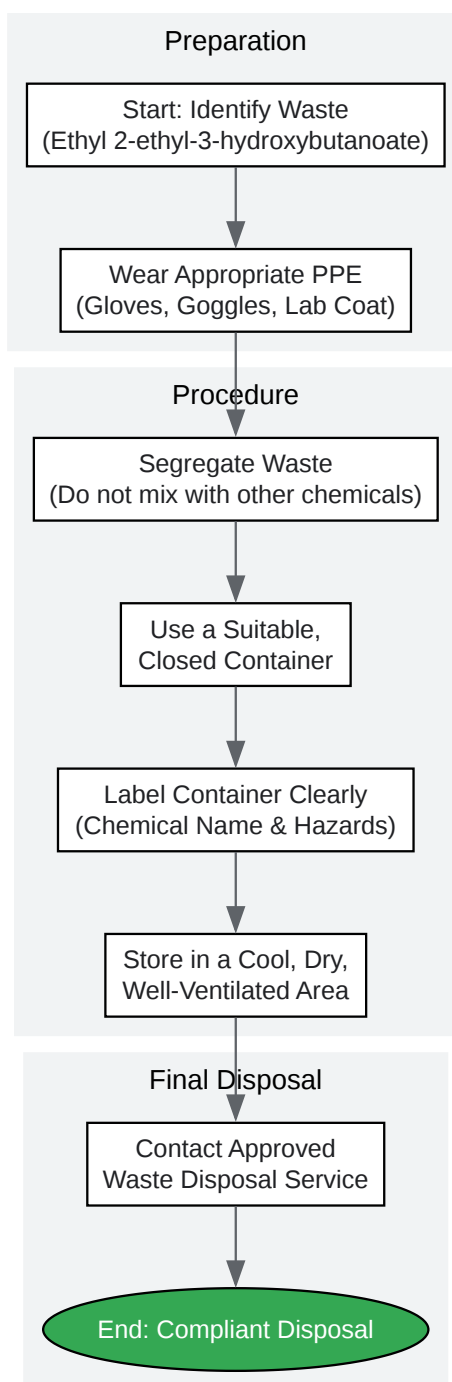 Preparation
Start: Identify Waste
(Ethyl 2-ethyl-3-hydroxybutanoate)
Wear Appropriate PPE
(Gloves, Goggles, Lab Coat)
Procedure
Segregate Waste
(Do not mix with other chemicals)
Use a Suitable,
Closed Container
Label Container Clearly
(Chemical Name & Hazards)
Store in a Cool, Dry,
Well-Ventilated Area
Final Disposal
Contact Approved
Waste Disposal Service
End: Compliant Disposal